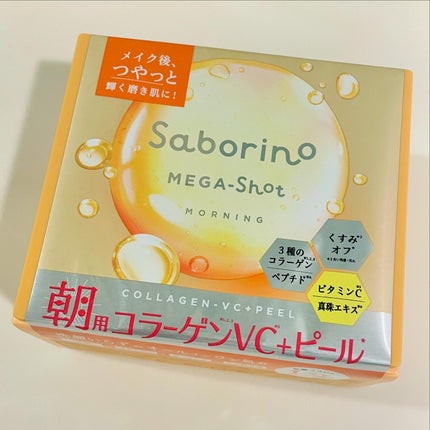 メイク後、
つやっと
輝く磨き肌に!
Saborino
MEGA-Shot
MORNING
3種の
コラーゲン
ペプチド
くすみ
オフ
ビタミンC
真珠エキス
COLLAGEN-VC+PEEL
朝用コラーゲンVC+ピール